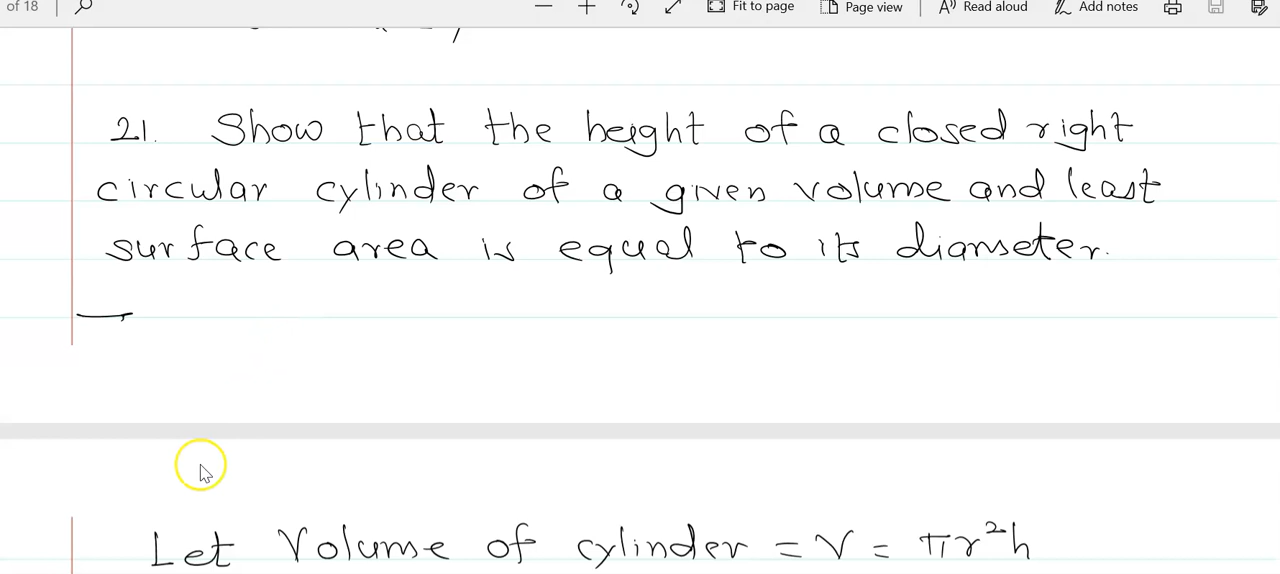 of 18 Fit to page Page view Read aloud Add notes
21. Show that the height of a closed right
circular cylinder of a given volume and least
surface area is equal to its diameter.
Let Volume of cylinder = V = πr²h